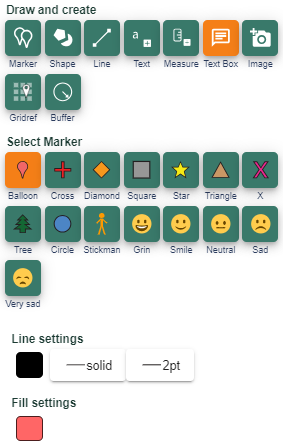 Draw and create
a
Marker Shape Line Text Measure Text Box Image
Gridref Buffer
Select Marker
Balloon Cross Diamond Square Star Triangle X
Tree Circle Stickman Grin Smile Neutral Sad
Very sad
Line settings
solid 2pt
Fill settings